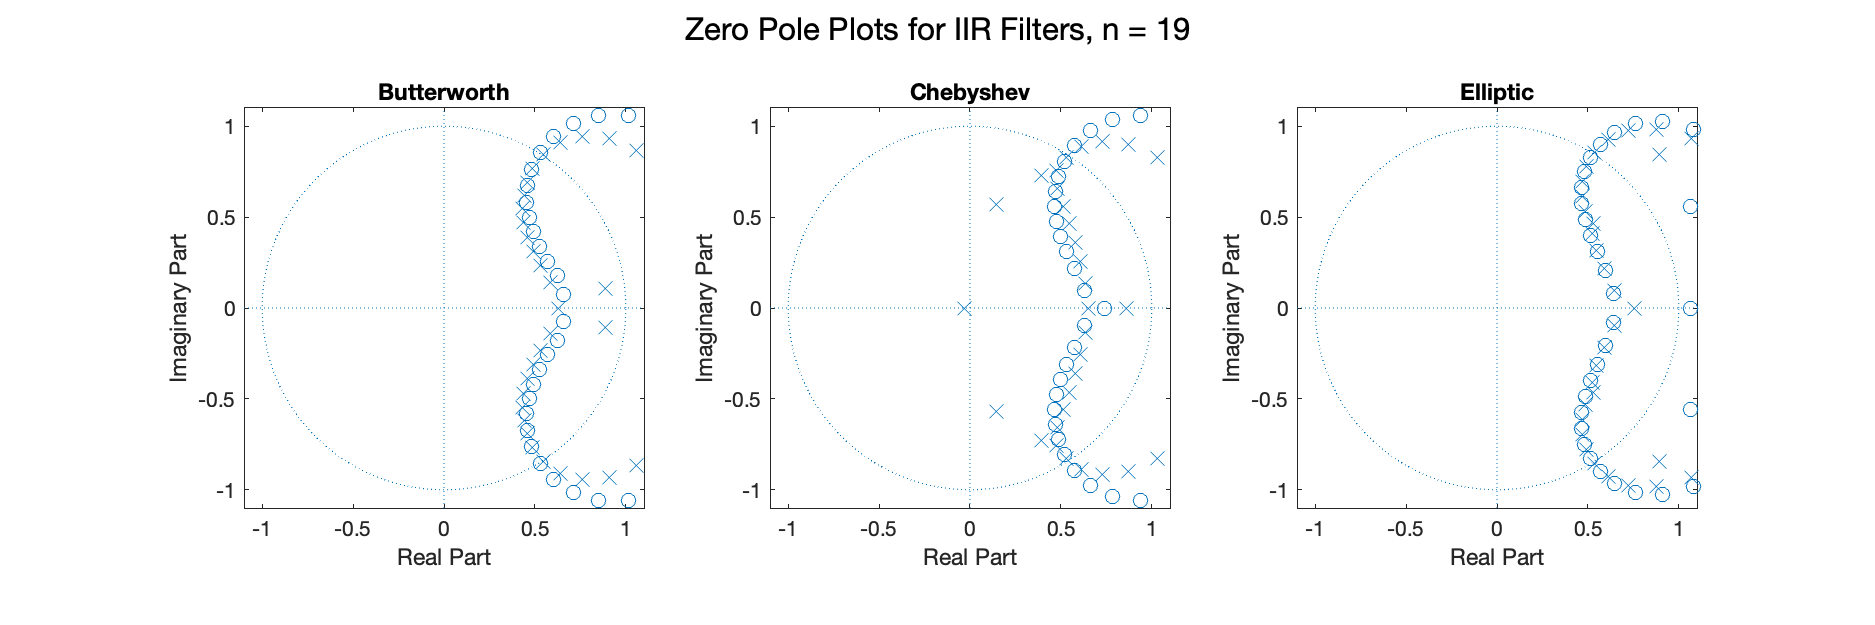 Zero Pole Plots for IIR Filters, n = 19
Butterworth
1
0.5
0
-0.5
-1
Imaginary Part
-1 -0.5 0 0.5 1
Real Part
Chebyshev
1
0.5
0
-0.5
-1
Imaginary Part
-1 -0.5 0 0.5 1
Real Part
Elliptic
1
0.5
0
-0.5
-1
Imaginary Part
-1 -0.5 0 0.5 1
Real Part